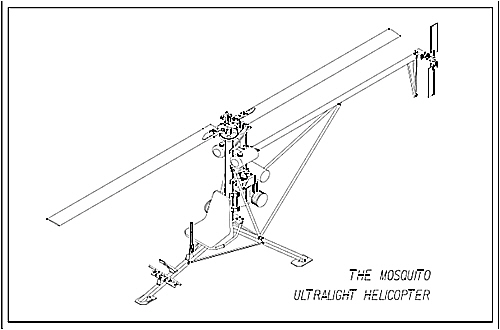 THE MOSQUITO
ULTRALIGHT HELICOPTER